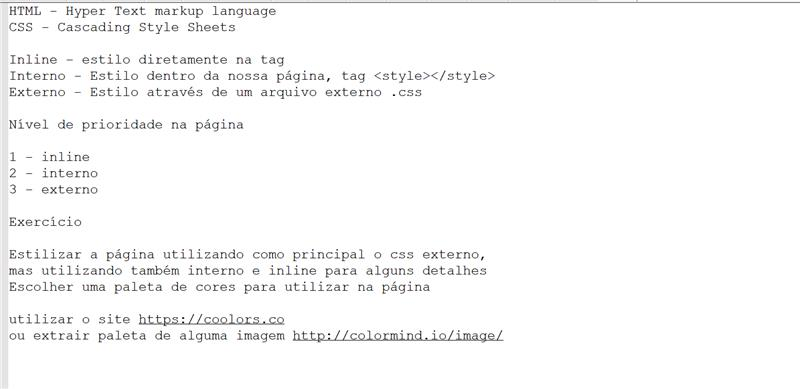 HTML - Hyper Text markup language
CSS - Cascading Style Sheets
Inline - estilo diretamente na tag
Interno - Estilo dentro da nossa página, tag <style></style>
Externo - Estilo através de um arquivo externo .css
Nível de prioridade na página
1 - inline
2 - interno
3 - externo
Exercício
Estilizar a página utilizando como principal o css externo,
mas utilizando também interno e inline para alguns detalhes
Escolher uma paleta de cores para utilizar na página
utilizar o site https://coolors.co
ou extrair paleta de alguma imagem http://colormind.io/image/